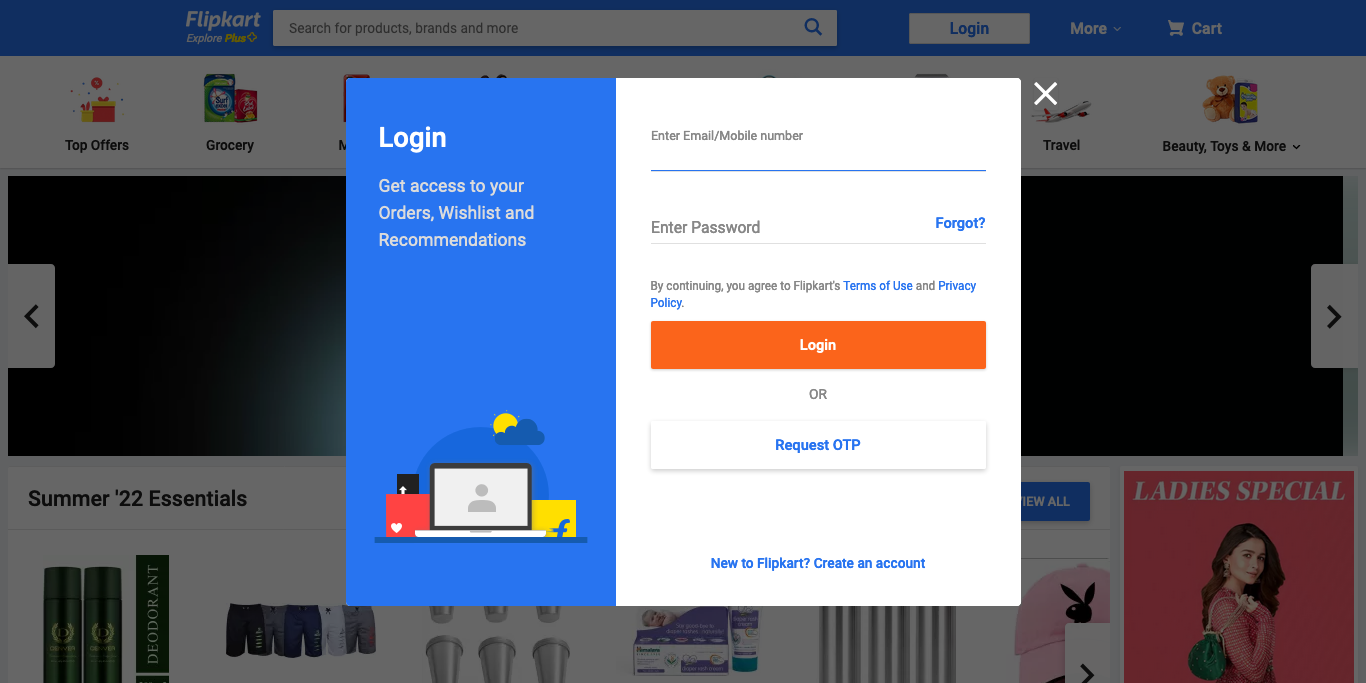 Flipkart
Explore Plus
Search for products, brands and more
Login
More
Cart
Top Offers
Grocery
M
Travel
Beauty, Toys & More
Login
Get access to your
Orders, Wishlist and
Recommendations
Enter Email/Mobile number
Enter Password
Forgot?
By continuing, you agree to Flipkart's Terms of Use and Privacy
Policy.
Login
OR
Request OTP
New to Flipkart? Create an account
Summer '22 Essentials
VIEW ALL
LADIES SPECIAL
DEODORANT
DENVER
DENVER
Himalaya